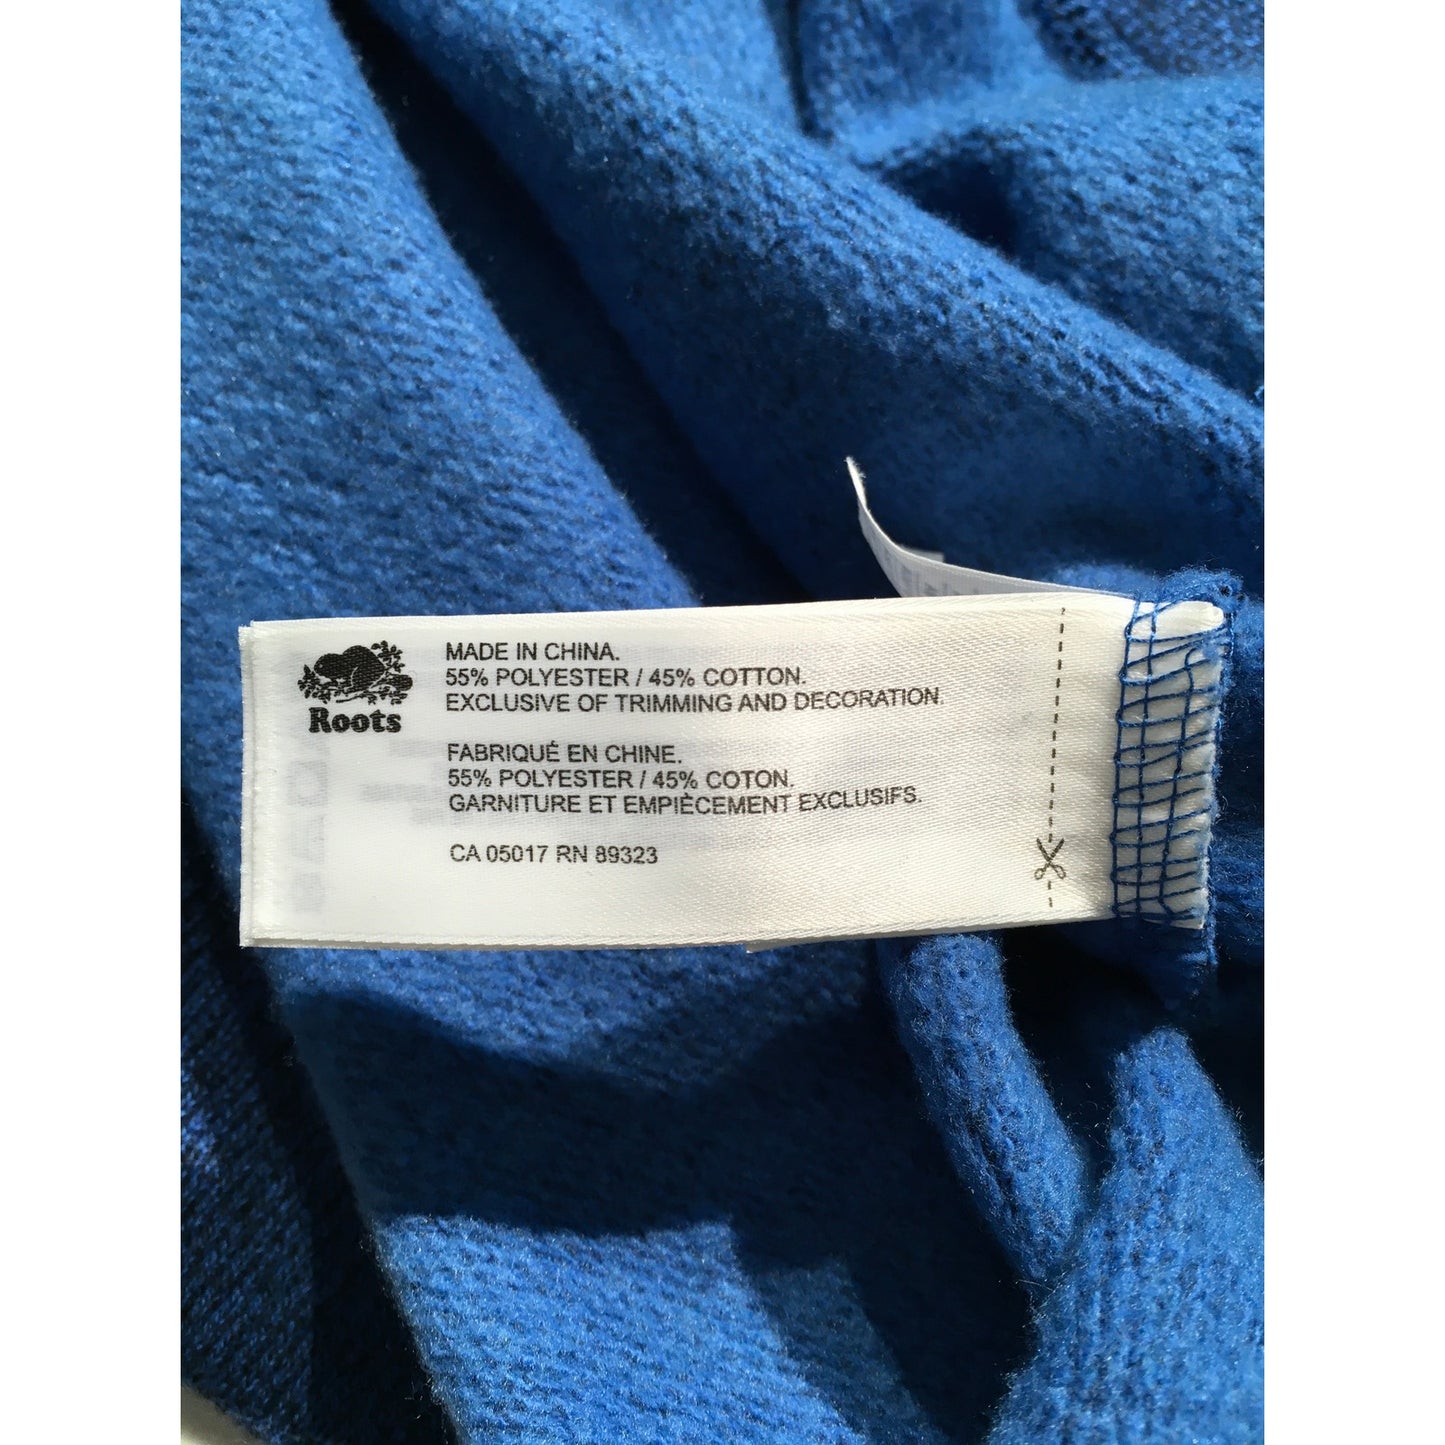 Roots
MADE IN CHINA.
55% POLYESTER / 45% COTTON.
EXCLUSIVE OF TRIMMING AND DECORATION.
FABRIQUÉ EN CHINE.
55% POLYESTER / 45% COTON.
GARNITURE ET EMPIÈCEMENT EXCLUSIFS.
CA 05017 RN 89323